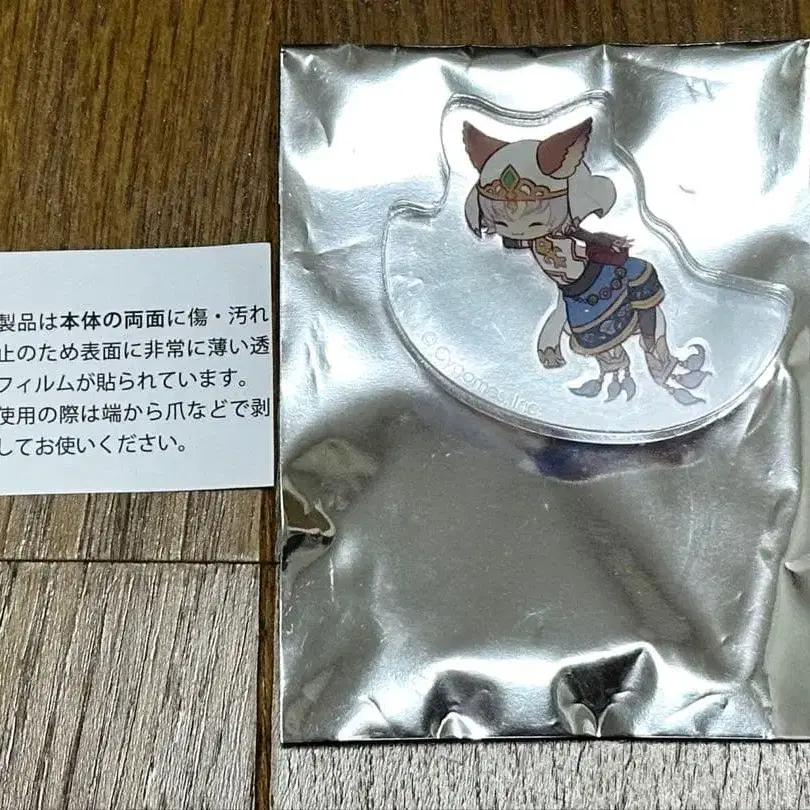 製品は本体の両面に傷・汚れ
止のため表面に非常に薄い透
フィルムが貼られています。
使用の際は端から爪などで剥
してお使いください。
© Cygames, Inc.